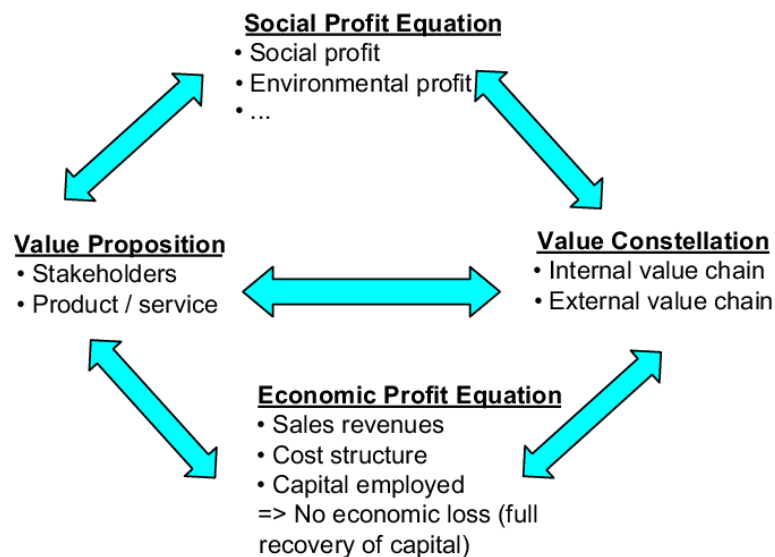 Social Profit Equation
• Social profit
• Environmental profit
• ...
Value Proposition
• Stakeholders
• Product / service
Value Constellation
• Internal value chain
• External value chain
Economic Profit Equation
• Sales revenues
• Cost structure
• Capital employed
=> No economic loss (full
recovery of capital)